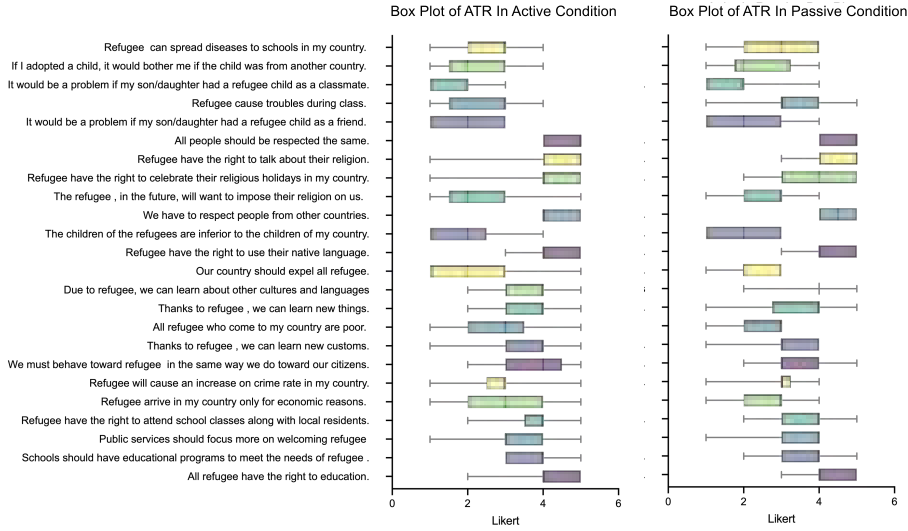 Box Plot of ATR In Active Condition
Box Plot of ATR In Passive Condition
Refugee can spread diseases to schools in my country.
If I adopted a child, it would bother me if the child was from another country.
It would be a problem if my son/daughter had a refugee child as a classmate.
Refugee cause troubles during class.
It would be a problem if my son/daughter had a refugee child as a friend.
All people should be respected the same.
Refugee have the right to talk about their religion.
Refugee have the right to celebrate their religious holidays in my country.
The refugee , in the future, will want to impose their religion on us.
We have to respect people from other countries.
The children of the refugees are inferior to the children of my country.
Refugee have the right to use their native language.
Our country should expel all refugee.
Due to refugee, we can learn about other cultures and languages
Thanks to refugee , we can learn new things.
All refugee who come to my country are poor.
Thanks to refugee , we can learn new customs.
We must behave toward refugee in the same way we do toward our citizens.
Refugee will cause an increase on crime rate in my country.
Refugee arrive in my country only for economic reasons.
Refugee have the right to attend school classes along with local residents.
Public services should focus more on welcoming refugee
Schools should have educational programs to meet the needs of refugee .
All refugee have the right to education.
0 2 4 6
Likert
0 2 4 6
Likert